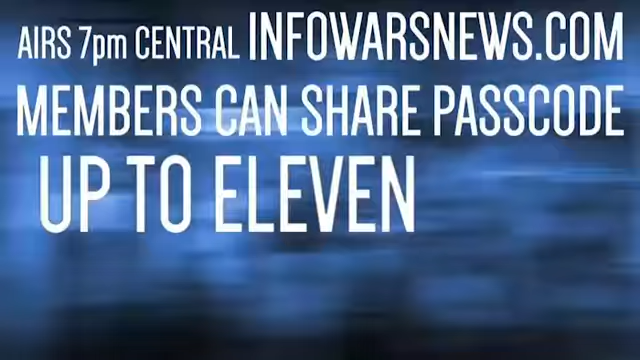 AIRS 7pm CENTRAL INFOWARSNEWS.COM
MEMBERS CAN SHARE PASSCODE
UP TO ELEVEN